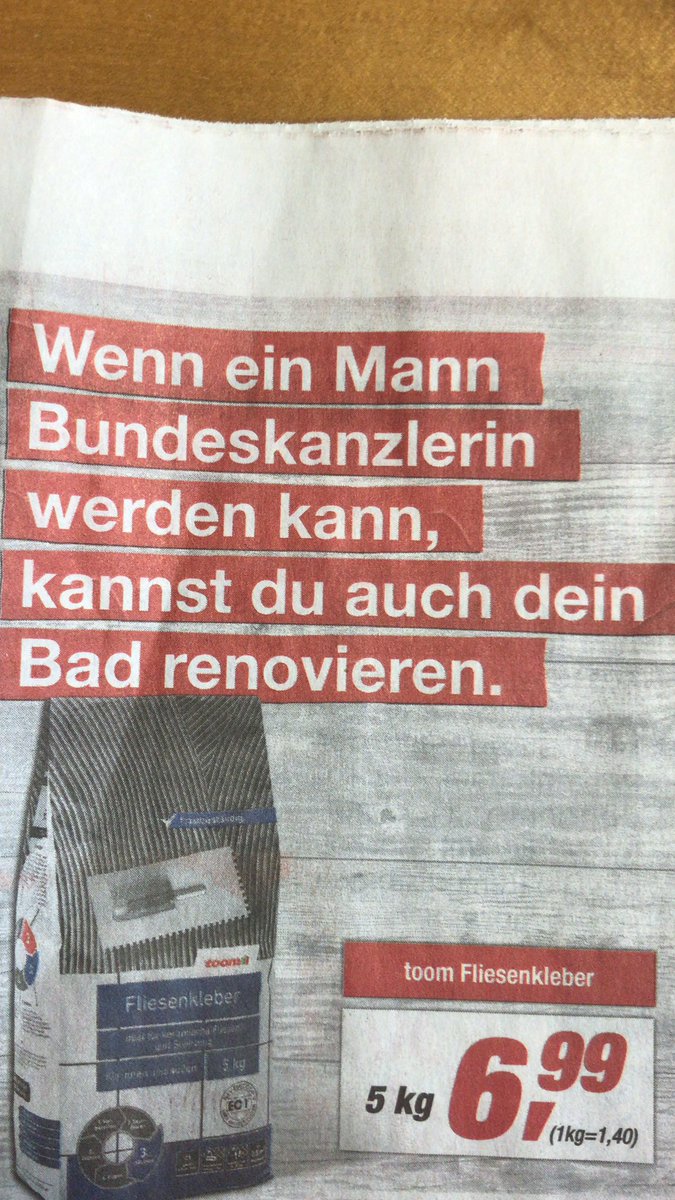 Wenn ein Mann
Bundeskanzlerin
werden kann,
kannst du auch dein
Bad renovieren.
toom
Fliesenkleber
5 kg
toom Fliesenkleber
5 kg 6,99
(1kg=1,40)